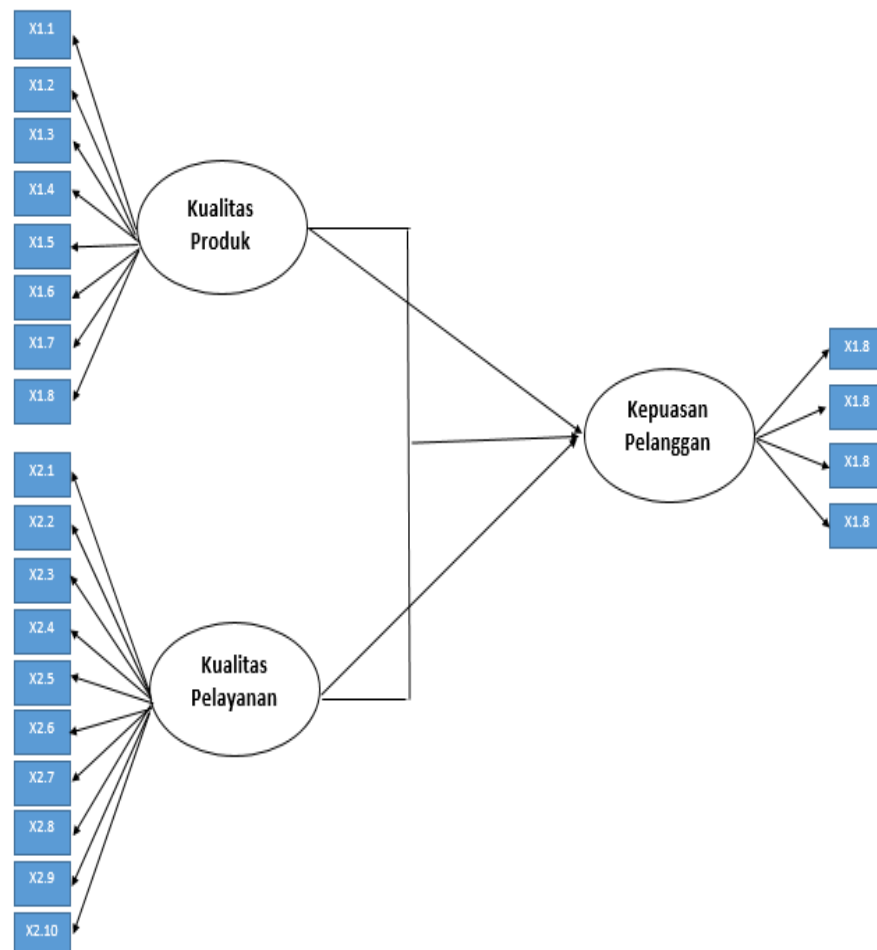 X1.1
X1.2
X1.3
X1.4
X1.5
X1.6
X1.7
X1.8
Kualitas
Produk
X2.1
X2.2
X2.3
X2.4
X2.5
X2.6
X2.7
X2.8
X2.9
X2.10
Kualitas
Pelayanan
Kepuasan
Pelanggan
X1.8
X1.8
X1.8
X1.8